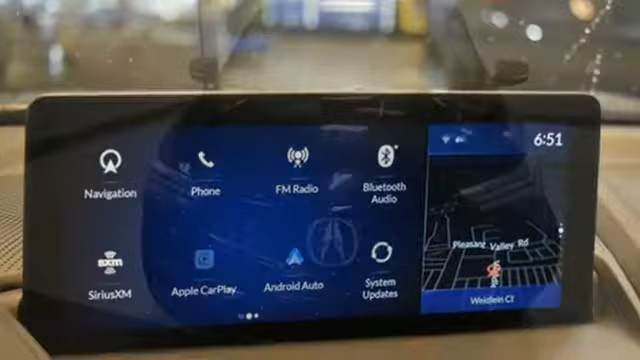 6:51
Navigation
Phone
FM Radio
Bluetooth
Audio
Pleasant Valley Rd
sxm
SiriusXM
Apple CarPlay
Android Auto
System
Updates
Weidlein Ct